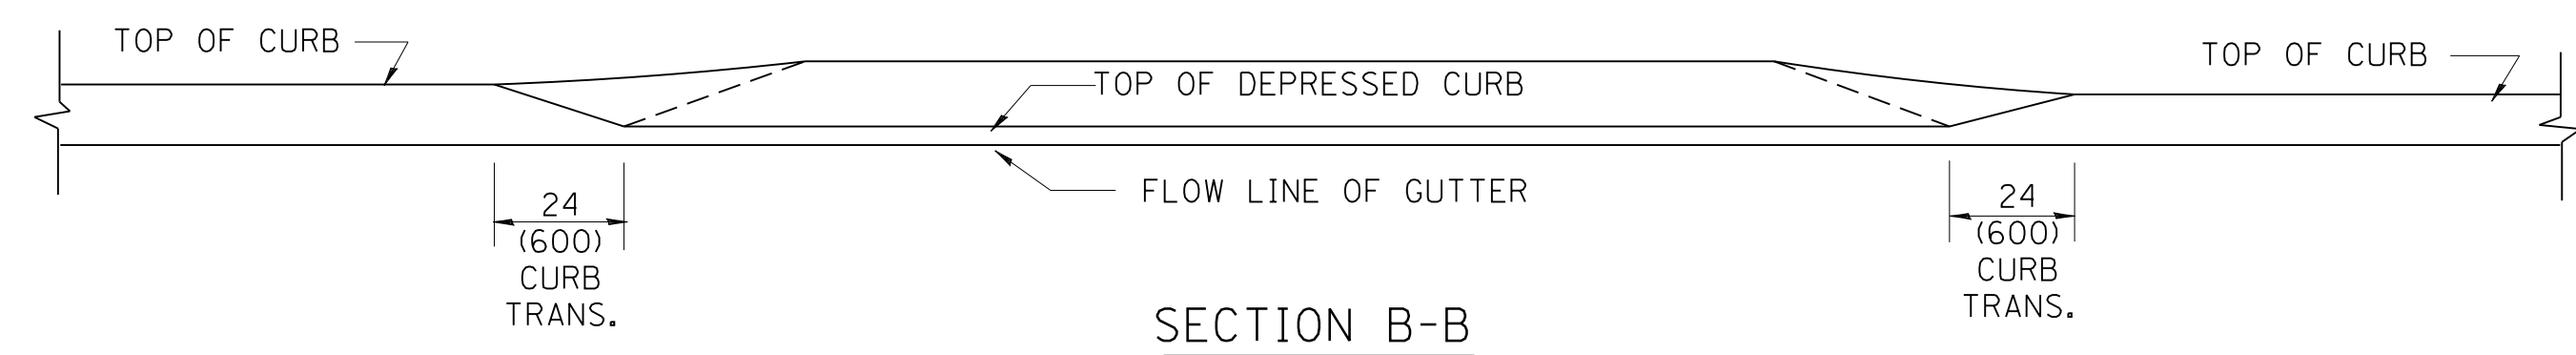 TOP OF CURB
TOP OF CURB
TOP OF DEPRESSED CURB
FLOW LINE OF GUTTER
24
(600)
CURB
TRANS.
24
(600)
CURB
TRANS.
SECTION B-B